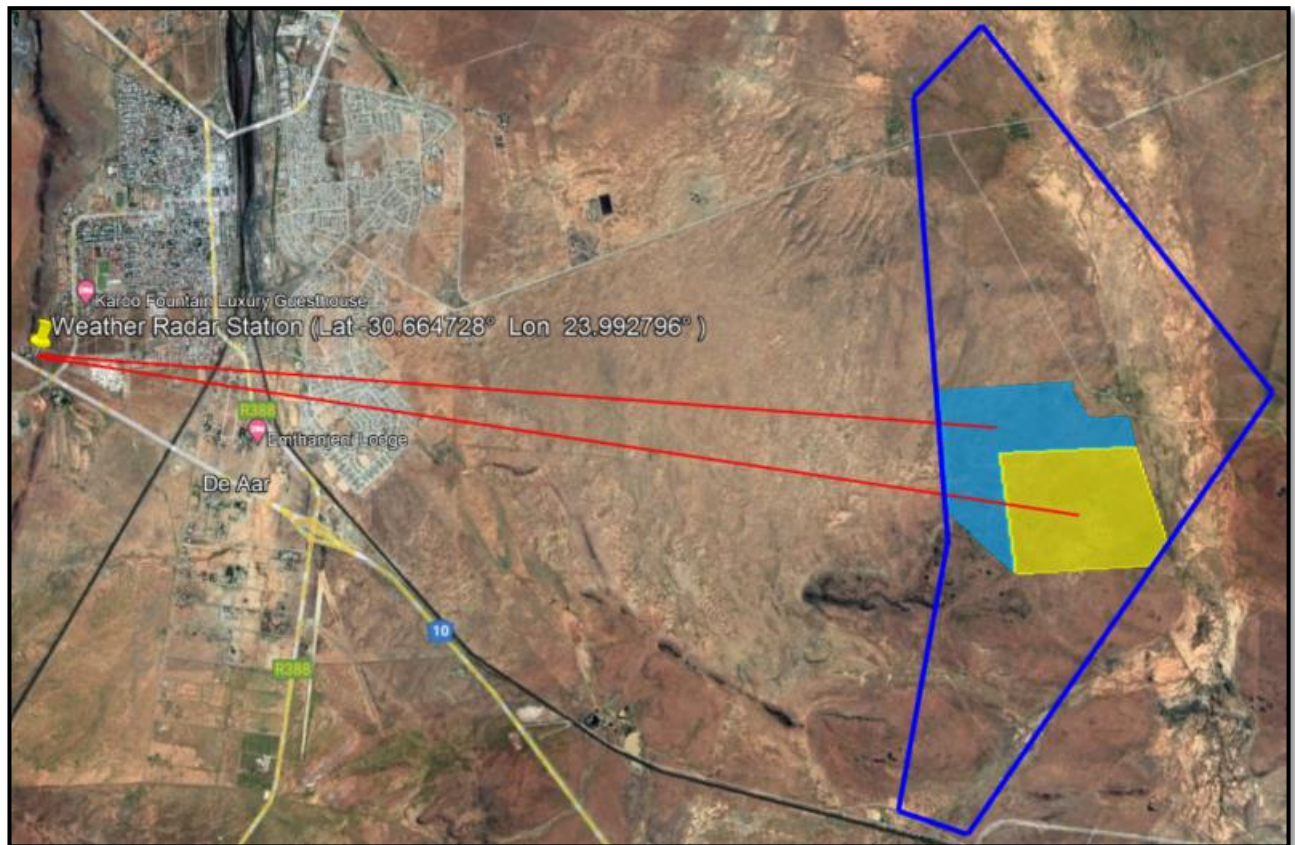 Karoo Fountain Luxury Guesthouse
Weather Radar Station (Lat -30.664728° Lon 23.992796° )
R388
Emthanjeni Lodge
De Aar
10
R388